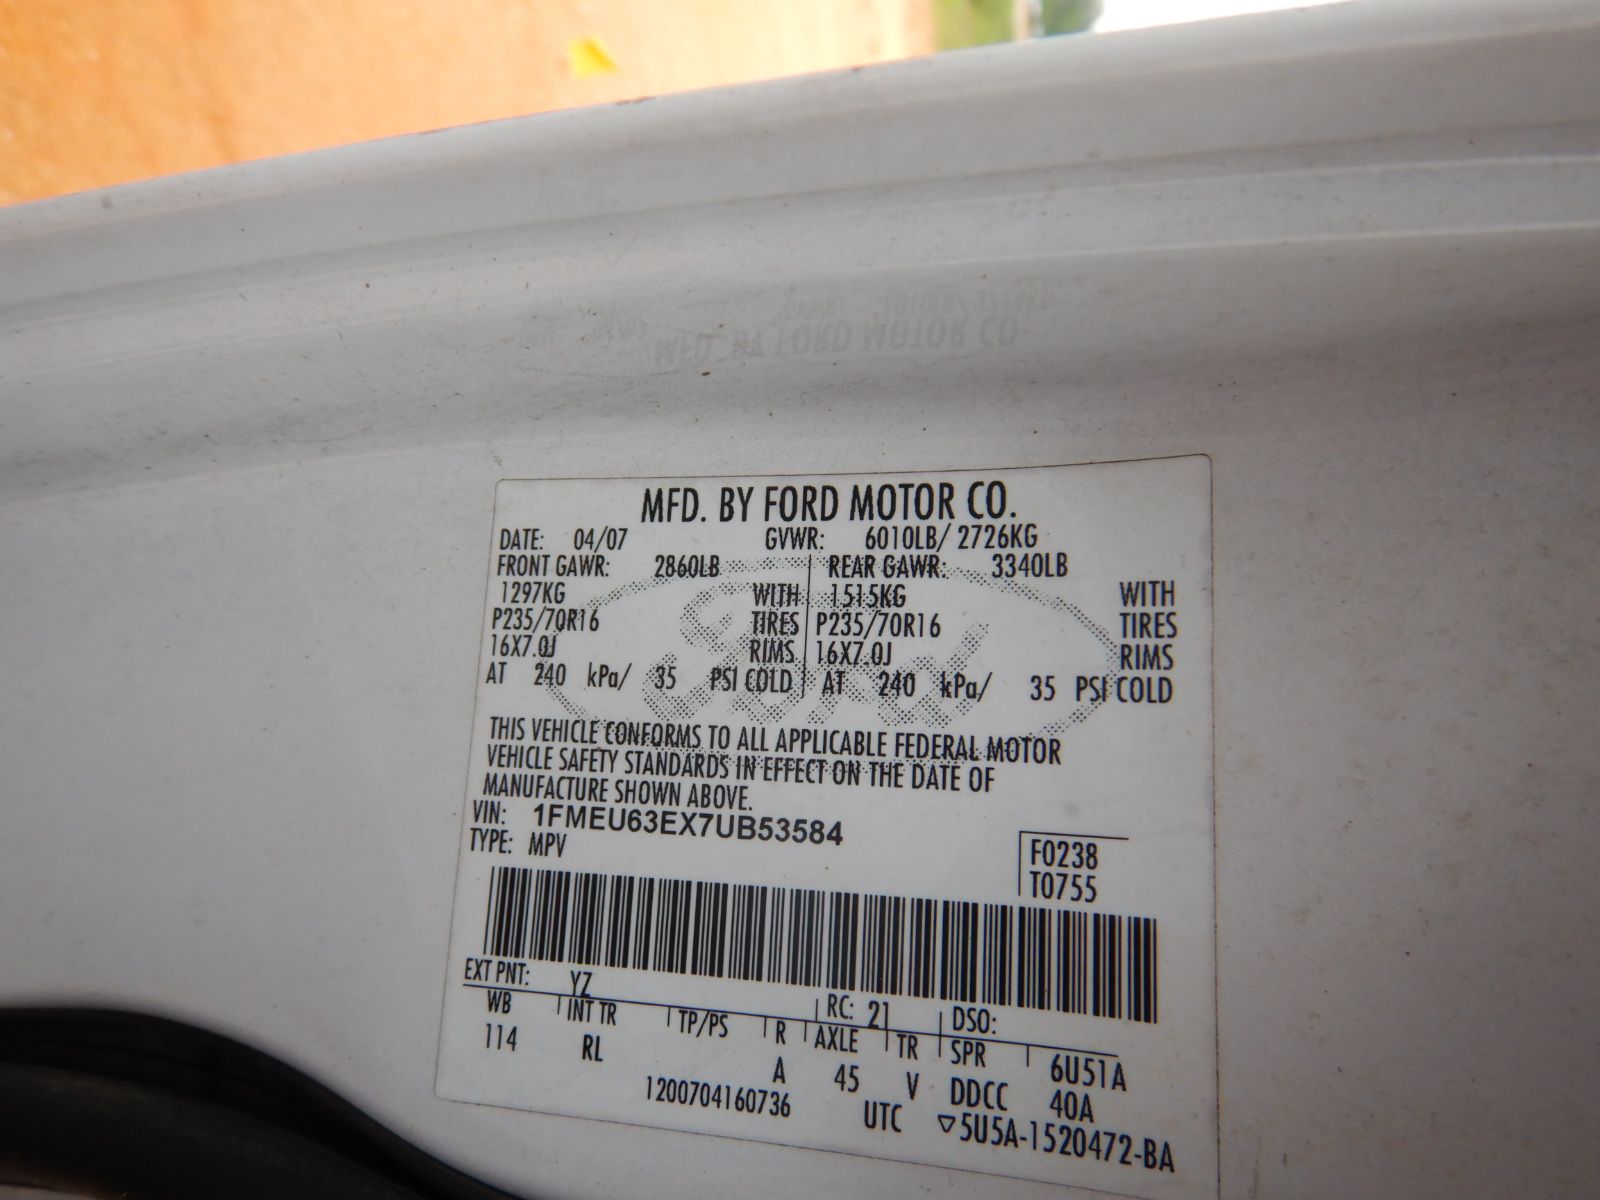 MFD. BY FORD MOTOR CO.
DATE: 04/07 GVWR: 6010LB/ 2726KG
FRONT GAWR: 2860LB REAR GAWR: 3340LB
1297KG WITH 1515KG WITH
P235/70R16 TIRES P235/70R16 TIRES
16X7.0J RIMS 16X7.0J RIMS
AT 240 kPa/ 35 PSI COLD AT 240 kPa/ 35 PSI COLD
Ford
THIS VEHICLE CONFORMS TO ALL APPLICABLE FEDERAL MOTOR
VEHICLE SAFETY STANDARDS IN EFFECT ON THE DATE OF
MANUFACTURE SHOWN ABOVE.
VIN: 1FMEU63EX7UB53584
TYPE: MPV
F0238
T0755
EXT PNT: YZ RC: 21 DSO:
WB INT TR TP/PS R AXLE TR SPR 6U51A
114 RL A 45 V DDCC 40A
1200704160736 UTC ▽5U5A-1520472-BA